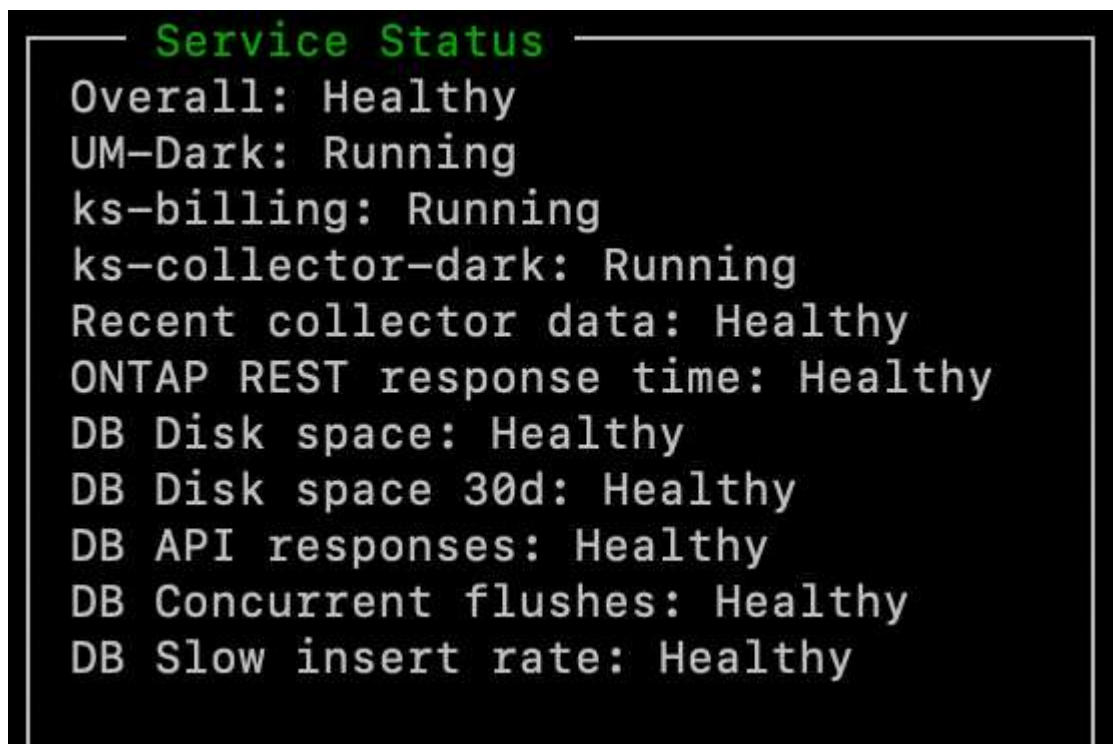 Service Status
Overall: Healthy
UM-Dark: Running
ks-billing: Running
ks-collector-dark: Running
Recent collector data: Healthy
ONTAP REST response time: Healthy
DB Disk space: Healthy
DB Disk space 30d: Healthy
DB API responses: Healthy
DB Concurrent flushes: Healthy
DB Slow insert rate: Healthy